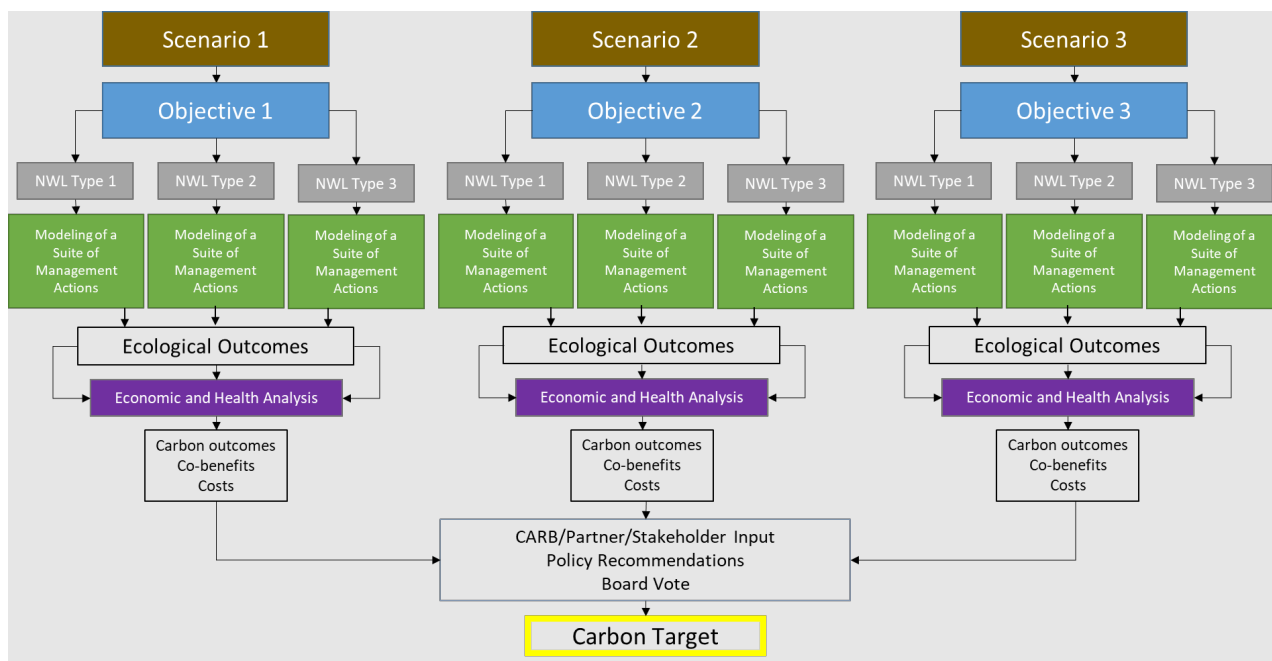 Scenario 1
Scenario 2
Scenario 3
Objective 1
Objective 2
Objective 3
NWL Type 1
NWL Type 2
NWL Type 3
NWL Type 1
NWL Type 2
NWL Type 3
NWL Type 1
NWL Type 2
NWL Type 3
Modeling of a
Suite of
Management
Actions
Modeling of a
Suite of
Management
Actions
Modeling of a
Suite of
Management
Actions
Modeling of a
Suite of
Management
Actions
Modeling of a
Suite of
Management
Actions
Modeling of a
Suite of
Management
Actions
Modeling of a
Suite of
Management
Actions
Modeling of a
Suite of
Management
Actions
Modeling of a
Suite of
Management
Actions
Ecological Outcomes
Ecological Outcomes
Ecological Outcomes
Economic and Health Analysis
Economic and Health Analysis
Economic and Health Analysis
Carbon outcomes
Co-benefits
Costs
Carbon outcomes
Co-benefits
Costs
Carbon outcomes
Co-benefits
Costs
CARB/Partner/Stakeholder Input
Policy Recommendations
Board Vote
Carbon Target